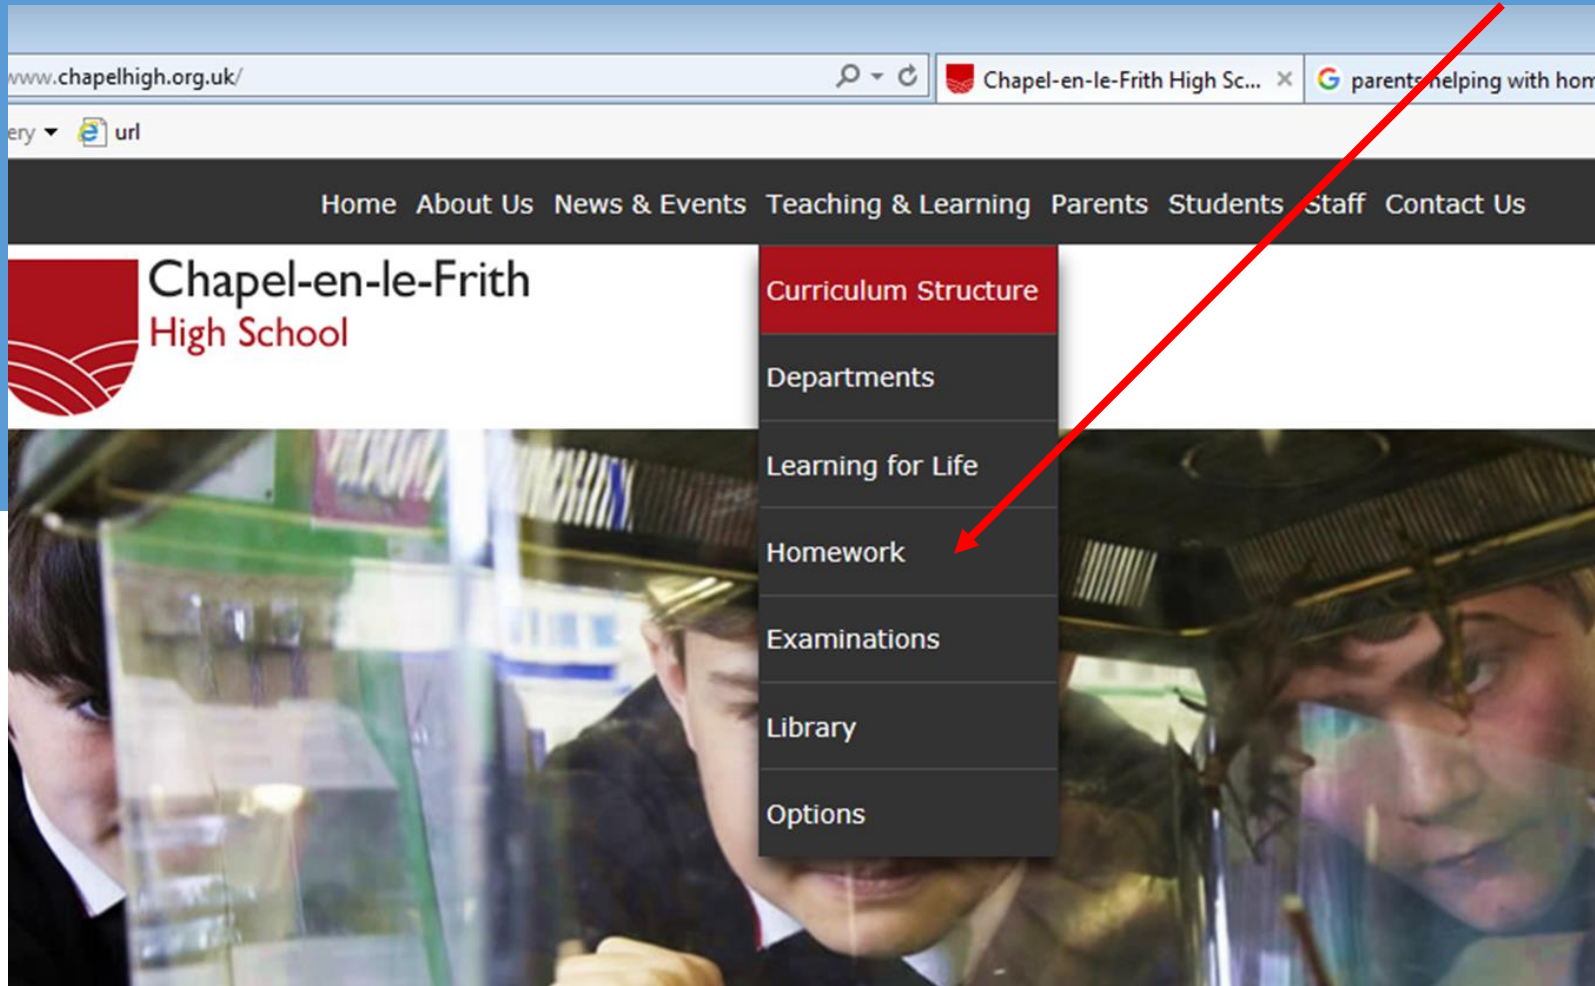 www.chapelhigh.org.uk/
Chapel-en-le-Frith High Sc...
parents helping with hom
ery
url
Home About Us News & Events Teaching & Learning Parents Students Staff Contact Us
Chapel-en-le-Frith
High School
Curriculum Structure
Departments
Learning for Life
Homework
Examinations
Library
Options